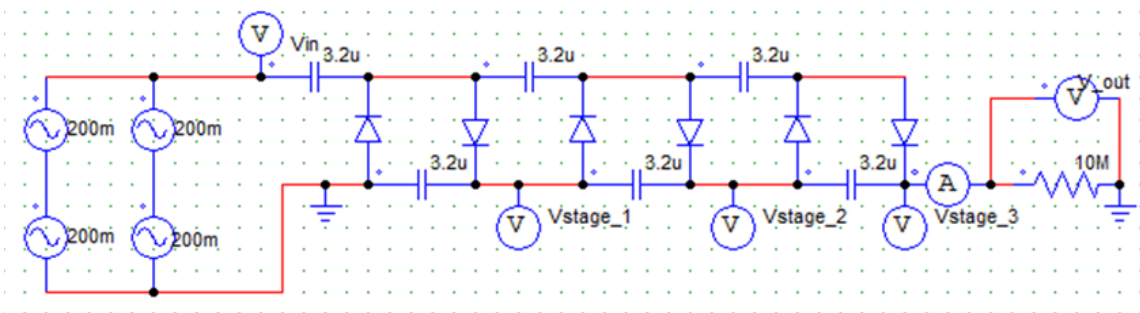 V
Vin
3.2u
3.2u
3.2u
V_out
V
200m
200m
3.2u
3.2u
3.2u
10M
A
200m
200m
V
Vstage_1
V
Vstage_2
V
Vstage_3